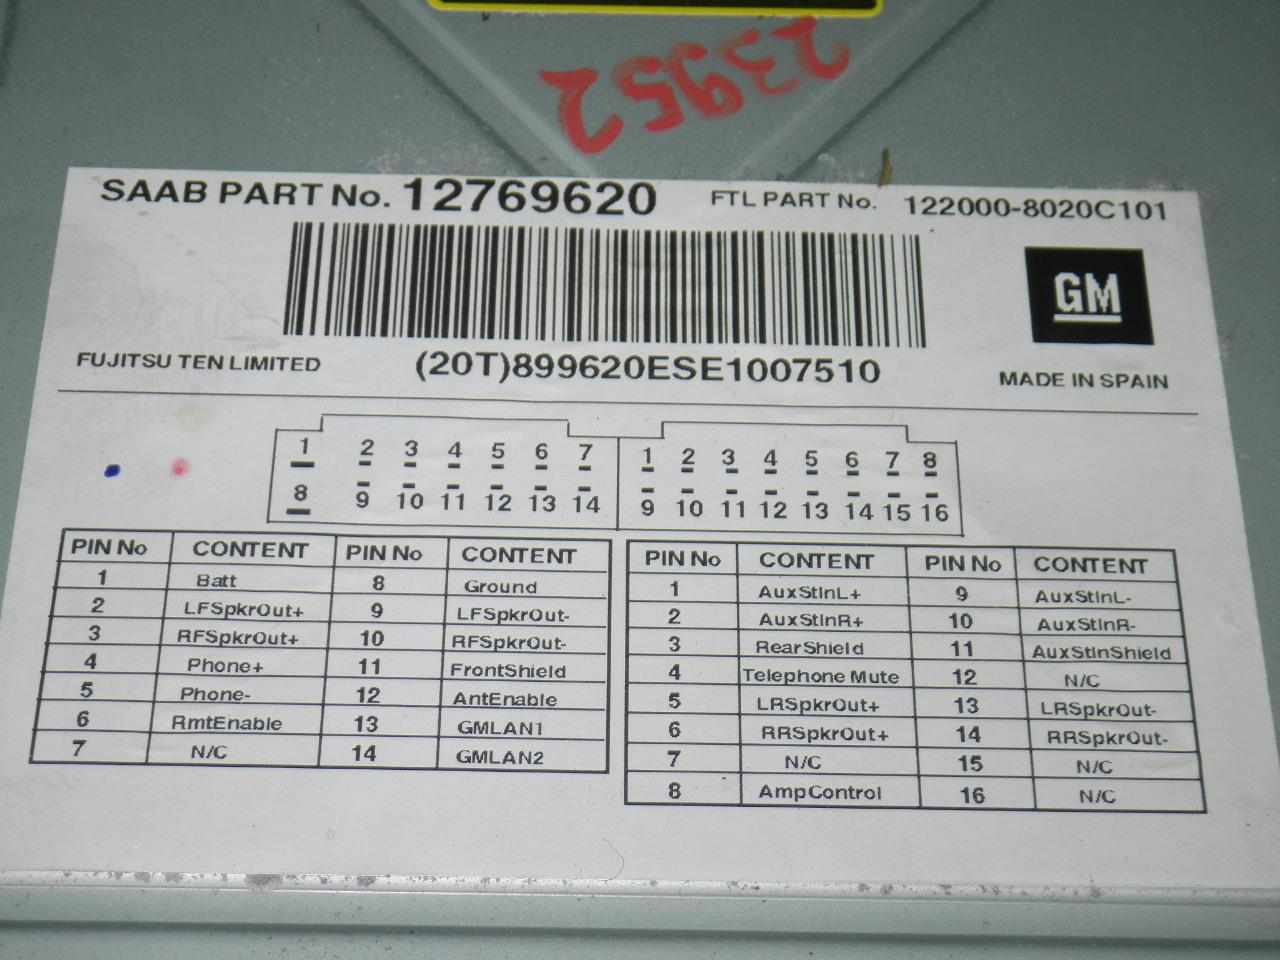 23952
SAAB PART No. 12769620 FTL PART No. 122000-8020C101
GM
FUJITSU TEN LIMITED (20T)899620ESE1007510 MADE IN SPAIN
1 2 3 4 5 6 7 1 2 3 4 5 6 7 8
8 9 10 11 12 13 14 9 10 11 12 13 14 15 16
PIN No CONTENT PIN No CONTENT
1 Batt 8 Ground
2 LFSpkrOut+ 9 LFSpkrOut-
3 RFSpkrOut+ 10 RFSpkrOut-
4 Phone+ 11 FrontShield
5 Phone- 12 AntEnable
6 RmtEnable 13 GMLAN1
7 N/C 14 GMLAN2
PIN No CONTENT PIN No CONTENT
1 AuxStInL+ 9 AuxStInL-
2 AuxStInR+ 10 AuxStInR-
3 RearShield 11 AuxStInShield
4 Telephone Mute 12 N/C
5 LRSpkrOut+ 13 LRSpkrOut-
6 RRSpkrOut+ 14 RRSpkrOut-
7 N/C 15 N/C
8 AmpControl 16 N/C